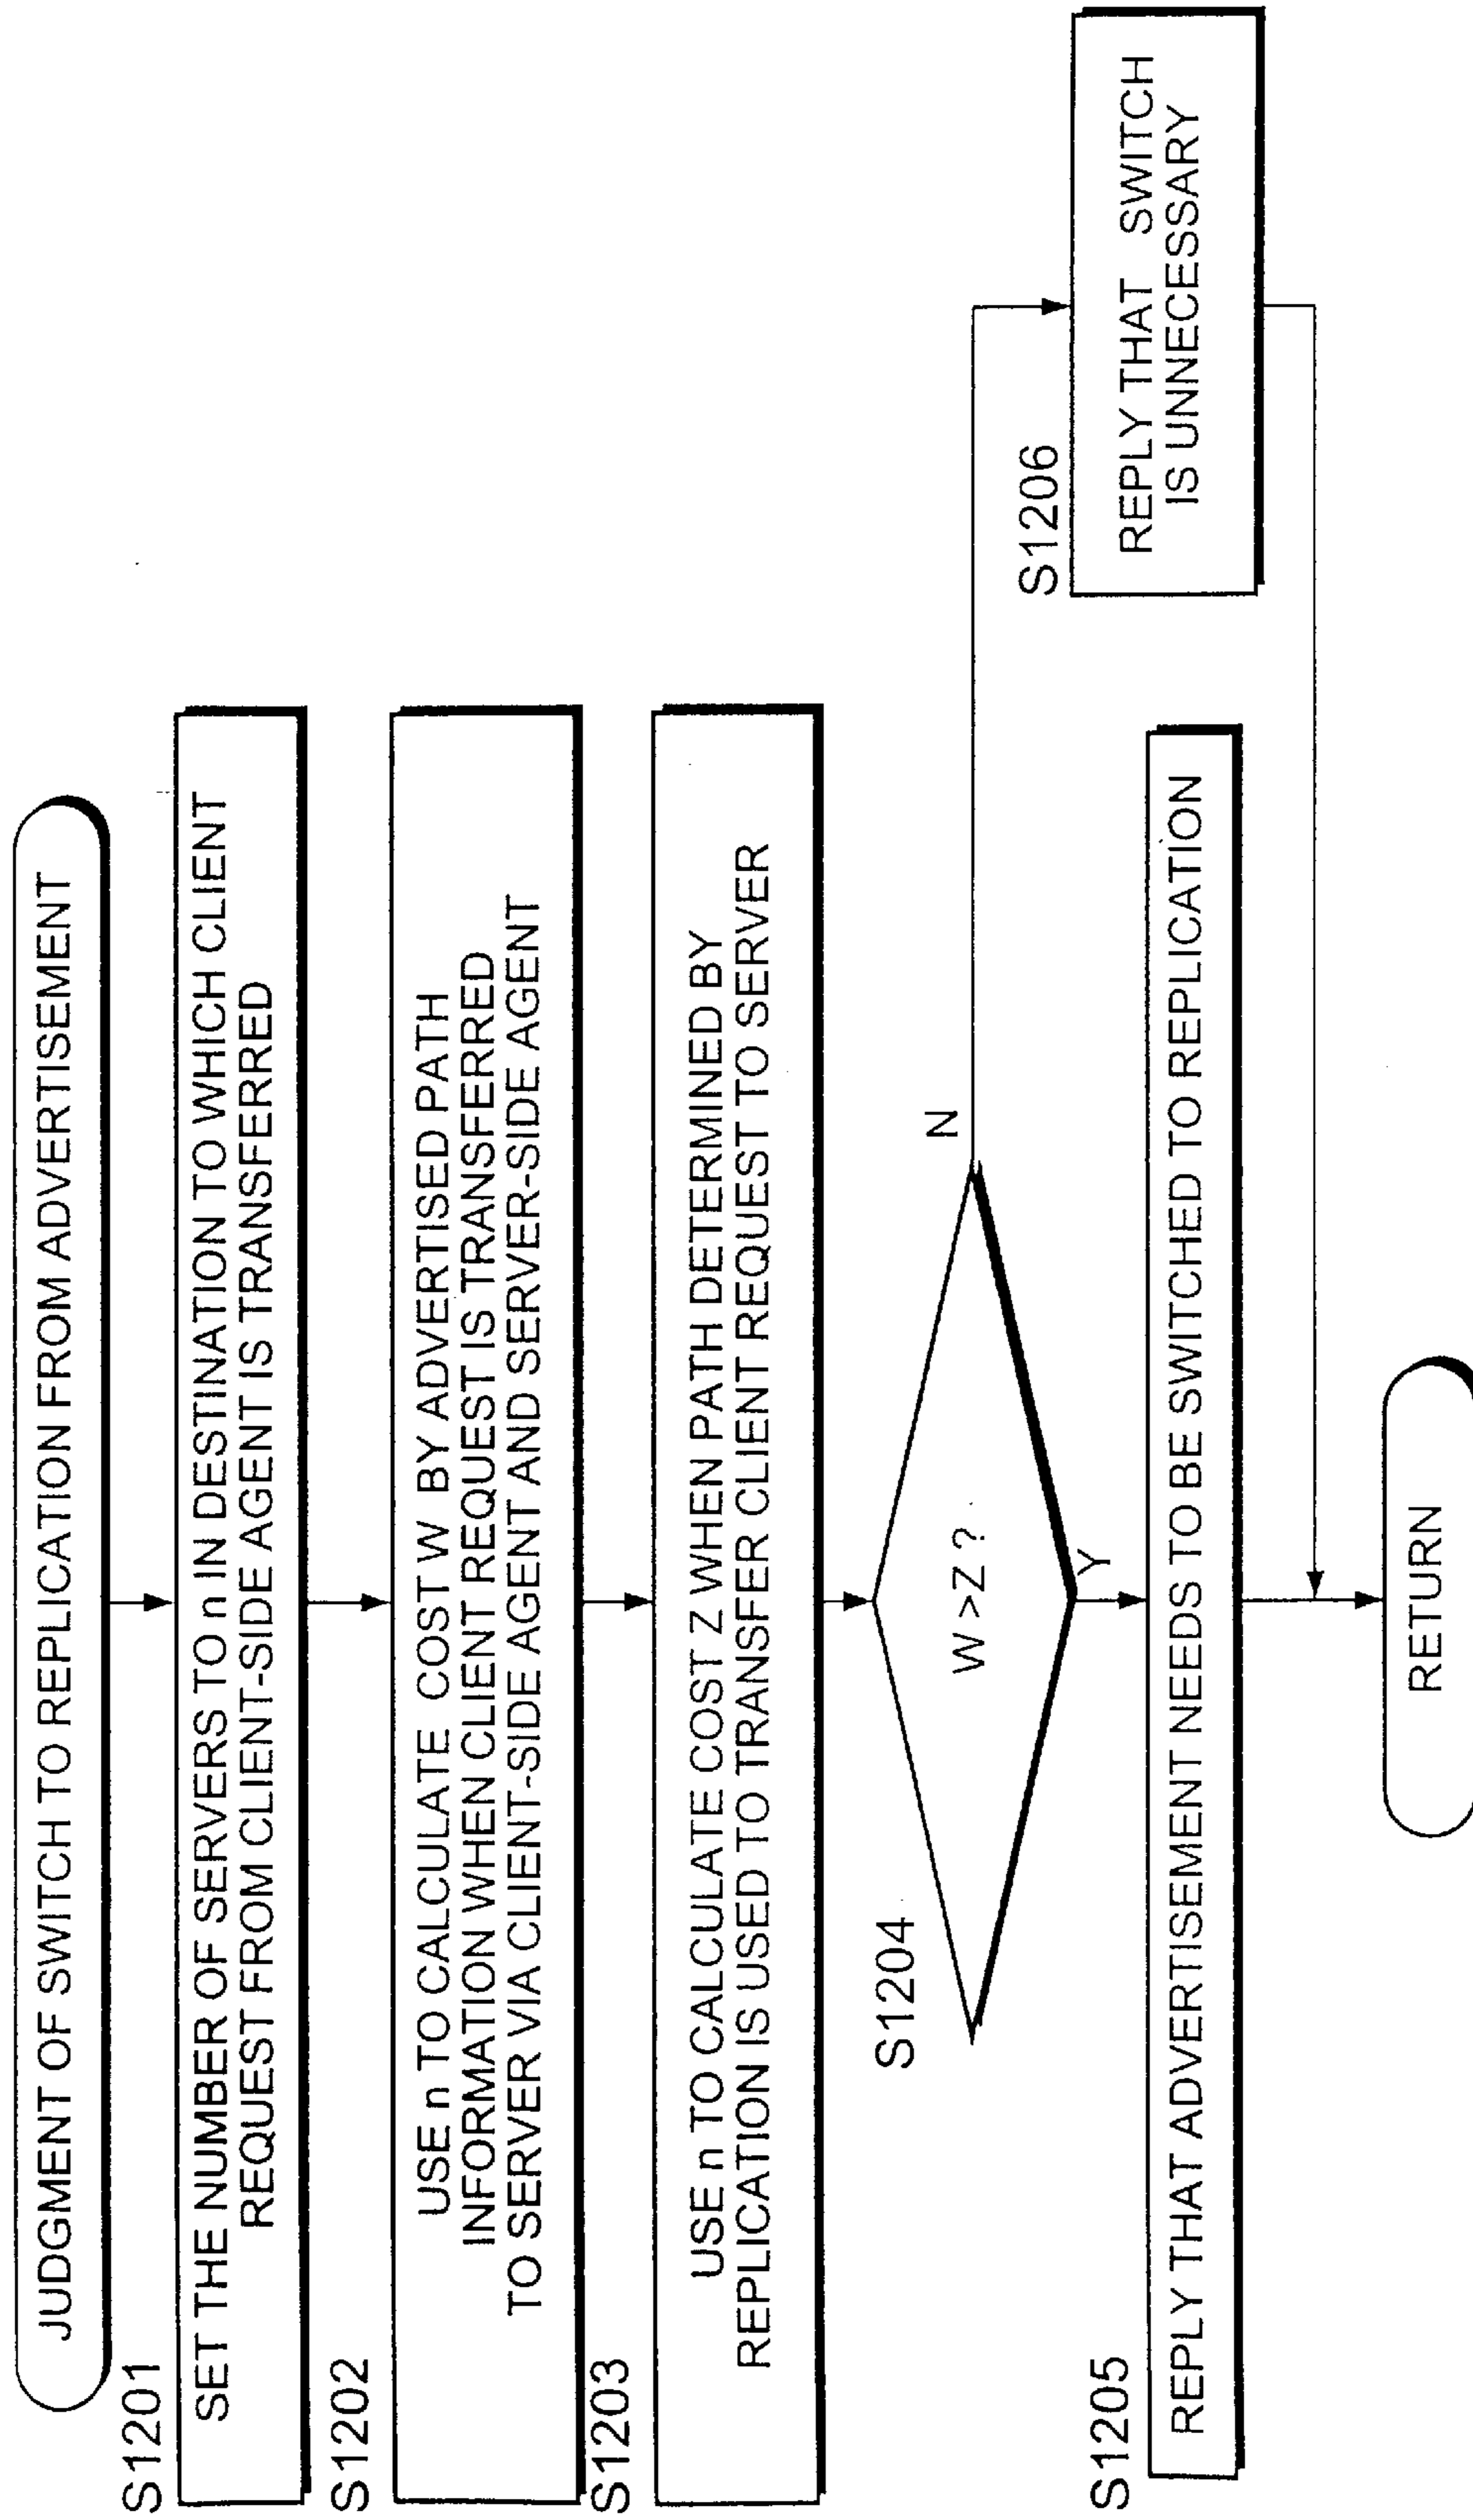 JUDGMENT OF SWITCH TO REPLICATION FROM ADVERTISEMENT
S1201
SET THE NUMBER OF SERVERS TO n IN DESTINATION TO WHICH CLIENT
REQUEST FROM CLIENT-SIDE AGENT IS TRANSFERRED
S1202
USE n TO CALCULATE COST W BY ADVERTISED PATH
INFORMATION WHEN CLIENT REQUEST IS TRANSFERRED
TO SERVER VIA CLIENT-SIDE AGENT AND SERVER-SIDE AGENT
S1203
USE n TO CALCULATE COST Z WHEN PATH DETERMINED BY
REPLICATION IS USED TO TRANSFER CLIENT REQUEST TO SERVER
S1204
W >Z ?
N
Y
S1206
REPLY THAT SWITCH
IS UNNECESSARY
S1205
REPLY THAT ADVERTISEMENT NEEDS TO BE SWITCHED TO REPLICATION
RETURN